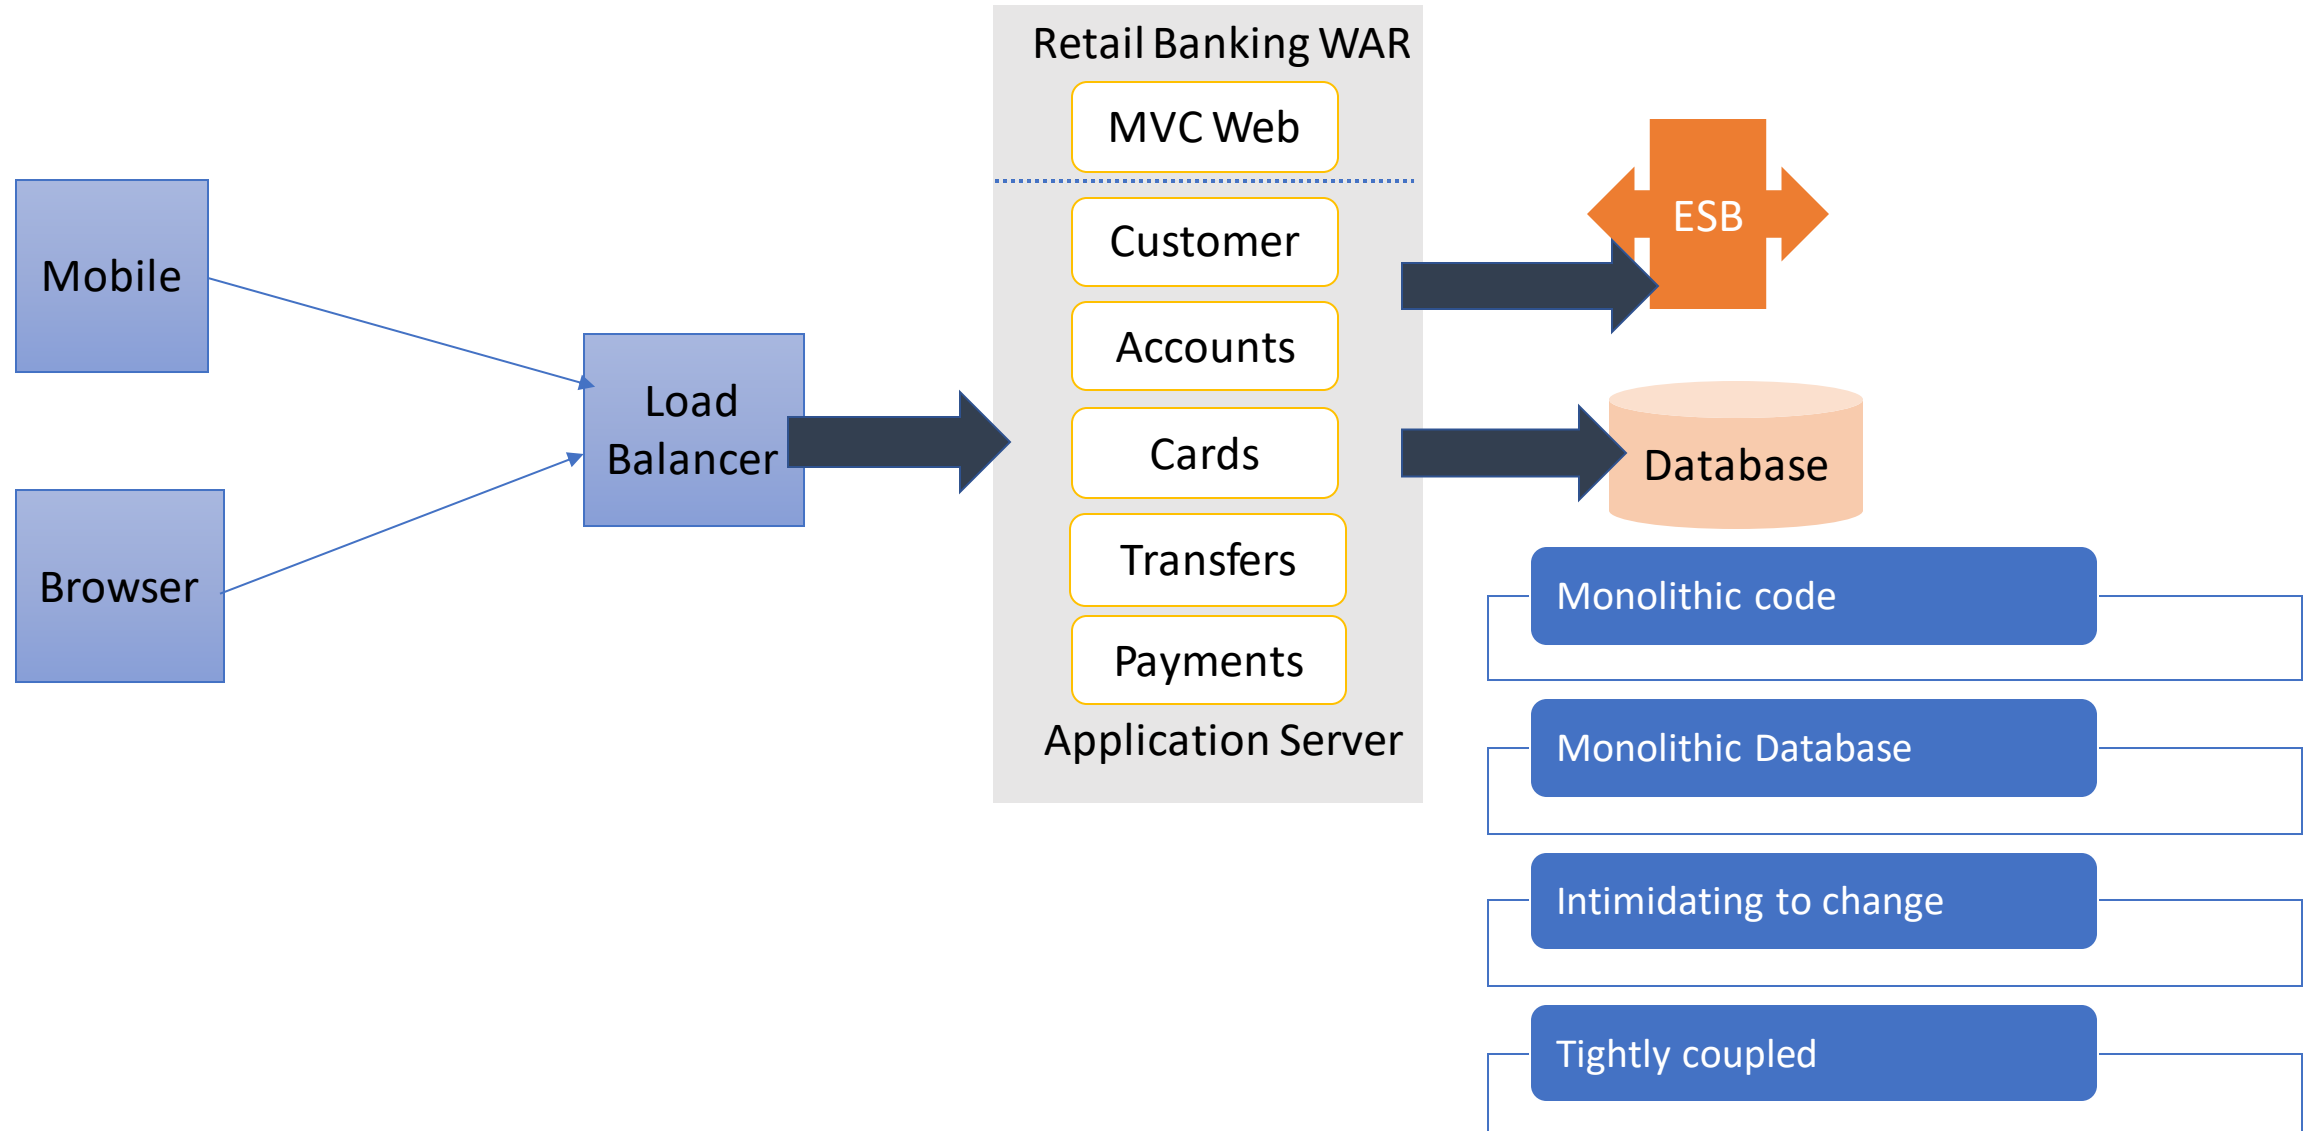 Mobile
Browser
Load
Balancer
Retail Banking WAR
MVC Web
Customer
Accounts
Cards
Transfers
Payments
Application Server
ESB
Database
Monolithic code
Monolithic Database
Intimidating to change
Tightly coupled